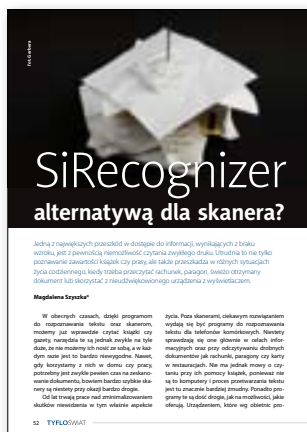 SiRecognizer
alternatywą dla skanera?
Jedną z największych przeszkód w dostępie do informacji, wynikających z braku
wzroku, jest z pewnością niemożliwość czytania zwykłego druku. Utrudnia to nie tylko
poznawanie zawartości książek czy prasy, ale także przeszkadza w różnych sytuacjach
życia codziennego, kiedy trzeba przeczytać rachunek, paragon, świeżo otrzymany
dokument lub skorzystać z nieudźwiękowionego urządzenia z wyświetlaczem.
Magdalena Szyszka*
W obecnych czasach, dzięki programom
do rozpoznawania tekstu oraz skanerom,
możemy już wprawdzie czytać książki czy
gazety, narzędzia te są jednak zwykle na tyle
duże, że nie możemy ich nosić ze sobą, a w każ-
dym razie jest to bardzo niewygodne. Nawet,
gdy korzystamy z nich w domu czy pracy,
potrzebny jest zwykle pewien czas na zeskano-
wanie dokumentu, bowiem bardzo szybkie ska-
nery są niestety przy okazji bardzo drogie.
Od lat trwają prace nad zminimalizowaniem
skutków niewidzenia w tym właśnie aspekcie
życia. Poza skanerami, ciekawym rozwiązaniem
wydają się być programy do rozpoznawania
tekstu dla telefonów komórkowych. Niestety
sprawdzają się one głównie w celach infor-
macyjnych oraz przy odczytywaniu drobnych
dokumentów jak rachunki, paragony czy karty
w restauracjach. Nie ma jednak mowy o czy-
taniu przy ich pomocy książek, ponieważ nie
są to komputery i proces przetwarzania tekstu
jest tu znacznie bardziej żmudny. Ponadto pro-
gramy te są dość drogie, jak na możliwości, jakie
oferują. Urządzeniem, które wg obietnic pro-
52 TYFLOŚWIAT